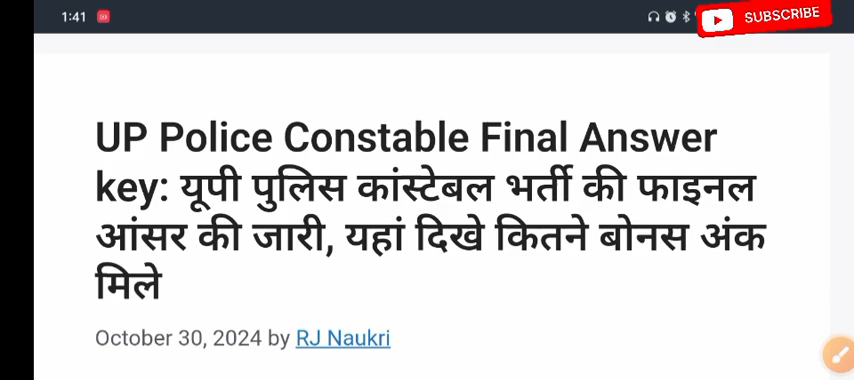 1:41
SUBSCRIBE
UP Police Constable Final Answer
key: यूपी पुलिस कांस्टेबल भर्ती की फाइनल
आंसर की जारी, यहां दिखे कितने बोनस अंक
मिले
October 30, 2024 by RJ Naukri